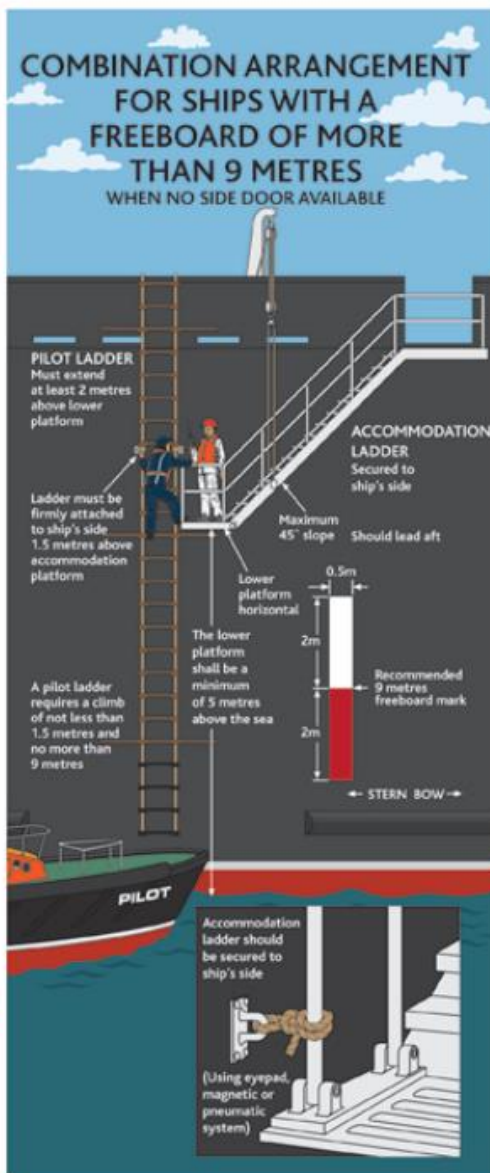 COMBINATION ARRANGEMENT
FOR SHIPS WITH A
FREEBOARD OF MORE
THAN 9 METRES
WHEN NO SIDE DOOR AVAILABLE
PILOT LADDER
Must extend
at least 2 metres
above lower
platform
Ladder must be
firmly attached
to ship's side
1.5 metres above
accommodation
platform
ACCOMMODATION
LADDER
Secured to
ship's side
Maximum
45° slope
Should lead aft
Lower
platform
horizontal
The lower
platform
shall be a
minimum
of 5 metres
above the sea
A pilot ladder
requires a climb
of not less than
1.5 metres and
no more than
9 metres
0.5m
2m
Recommended
9 metres
freeboard mark
2m
STERN BOW
PILOT
Accommodation
ladder should
be secured to
ship's side
(Using eyepad,
magnetic or
pneumatic
system)